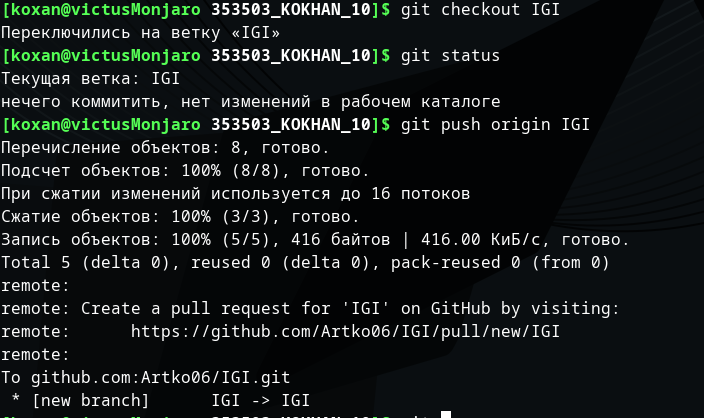 [koxan@victusMonjaro 353503_KOKHAN_10]$ git checkout IGI
Переключились на ветку «IGI»
[koxan@victusMonjaro 353503_KOKHAN_10]$ git status
Текущая ветка: IGI
нечего коммитить, нет изменений в рабочем каталоге
[koxan@victusMonjaro 353503_KOKHAN_10]$ git push origin IGI
Перечисление объектов: 8, готово.
Подсчет объектов: 100% (8/8), готово.
При сжатии изменений используется до 16 потоков
Сжатие объектов: 100% (3/3), готово.
Запись объектов: 100% (5/5), 416 байтов | 416.00 КиБ/с, готово.
Total 5 (delta 0), reused 0 (delta 0), pack-reused 0 (from 0)
remote:
remote: Create a pull request for 'IGI' on GitHub by visiting:
remote:      https://github.com/Artko06/IGI/pull/new/IGI
remote:
To github.com:Artko06/IGI.git
 * [new branch]      IGI -> IGI